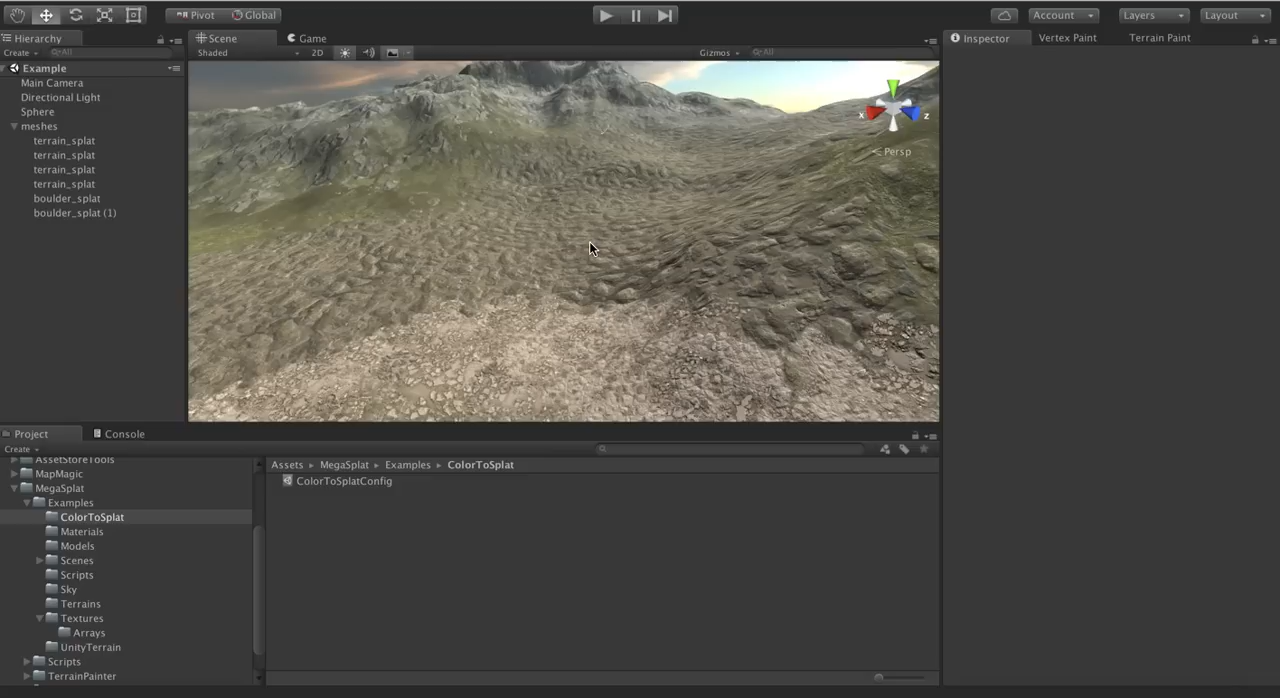 Pivot Global Account Layers Layout
Hierarchy Scene Game Inspector Vertex Paint Terrain Paint
Create All Shaded 2D Gizmos All
Example
Main Camera
Directional Light
Sphere
meshes
terrain_splat
terrain_splat
terrain_splat
terrain_splat
boulder_splat
boulder_splat (1)
x z
Persp
Project Console
Create
AssetStoreTools
MapMagic
MegaSplat
Examples
ColorToSplat
Materials
Models
Scenes
Scripts
Sky
Terrains
Textures
Arrays
UnityTerrain
Scripts
TerrainPainter
Assets ▸ MegaSplat ▸ Examples ▸ ColorToSplat
ColorToSplatConfig